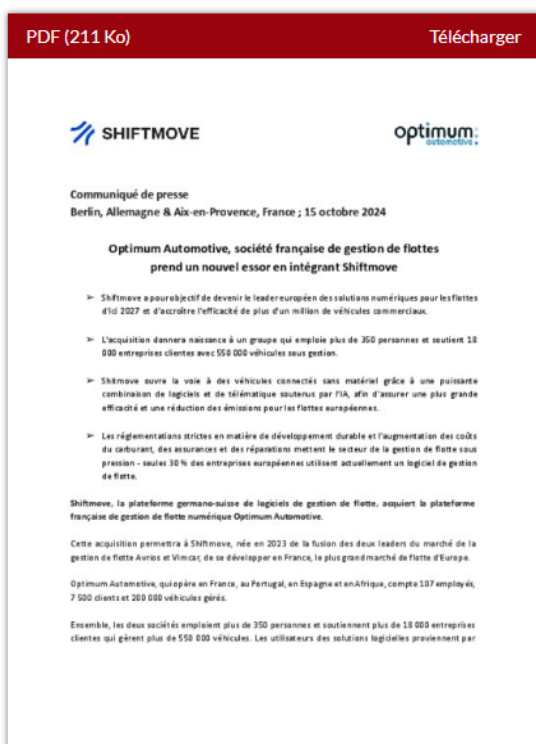 PDF (211 Ko) Télécharger
SHIFTMOVE optimum
automotive
Communiqué de presse
Berlin, Allemagne & Aix-en-Provence, France ; 15 octobre 2024
Optimum Automotive, société française de gestion de flottes
prend un nouvel essor en intégrant Shiftmove
➢ Shiftmove a pour objectif de devenir le leader européen des solutions numériques pour les flottes
d'ici 2027 et d'accroître l'efficacité de plus d'un million de véhicules commerciaux.
➢ L'acquisition donnera naissance à un groupe qui emploie plus de 350 personnes et soutient 18
000 entreprises clientes avec 550 000 véhicules sous gestion.
➢ Shitmove ouvre la voie à des véhicules connectés sans matériel grâce à une puissante
combinaison de logiciels et de télématique soutenus par l'IA, afin d'assurer une plus grande
efficacité et une réduction des émissions pour les flottes européennes.
➢ Les réglementations strictes en matière de développement durable et l'augmentation des coûts
du carburant, des assurances et des réparations mettent le secteur de la gestion de flotte sous
pression - seules 30 % des entreprises européennes utilisent actuellement un logiciel de gestion
de flotte.
Shiftmove, la plateforme germano-suisse de logiciels de gestion de flotte, acquiert la plateforme
française de gestion de flotte numérique Optimum Automotive.
Cette acquisition permettra à Shiftmove, née en 2023 de la fusion des deux leaders du marché de la
gestion de flotte Avrios et Vimcar, de se développer en France, le plus grand marché de flotte d'Europe.
Optimum Automotive, qui opère en France, au Portugal, en Espagne et en Afrique, compte 107 employés,
7 500 clients et 200 000 véhicules gérés.
Ensemble, les deux sociétés emploient plus de 350 personnes et soutiennent plus de 18 000 entreprises
clientes qui gèrent plus de 550 000 véhicules. Les utilisateurs des solutions logicielles proviennent par